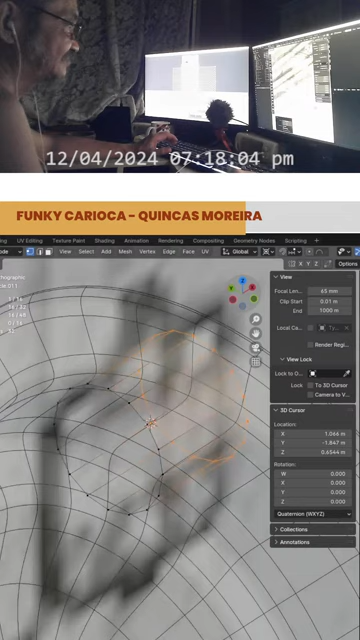 12/04/2024 07:18:04 pm
FUNKY CARIOCA - QUINCAS MOREIRA
UV Editing Texture Paint Shading Animation Rendering Compositing Geometry Nodes Scripting +
View Select Add Mesh Vertex Edge Face UV Global
X Y Z Options
View
Focal Len... 65 mm
Clip Start 0.01 m
End 1000 m
Local Ca...
Render Regi...
View Lock
Lock to O...
Lock To 3D Cursor
Camera to V...
3D Cursor
Location:
X 1.066 m
Y -1.847 m
Z 0.6544 m
Rotation:
W 0.000
X 0.000
Y 0.000
Z 0.000
Quaternion (WXYZ)
Collections
Annotations